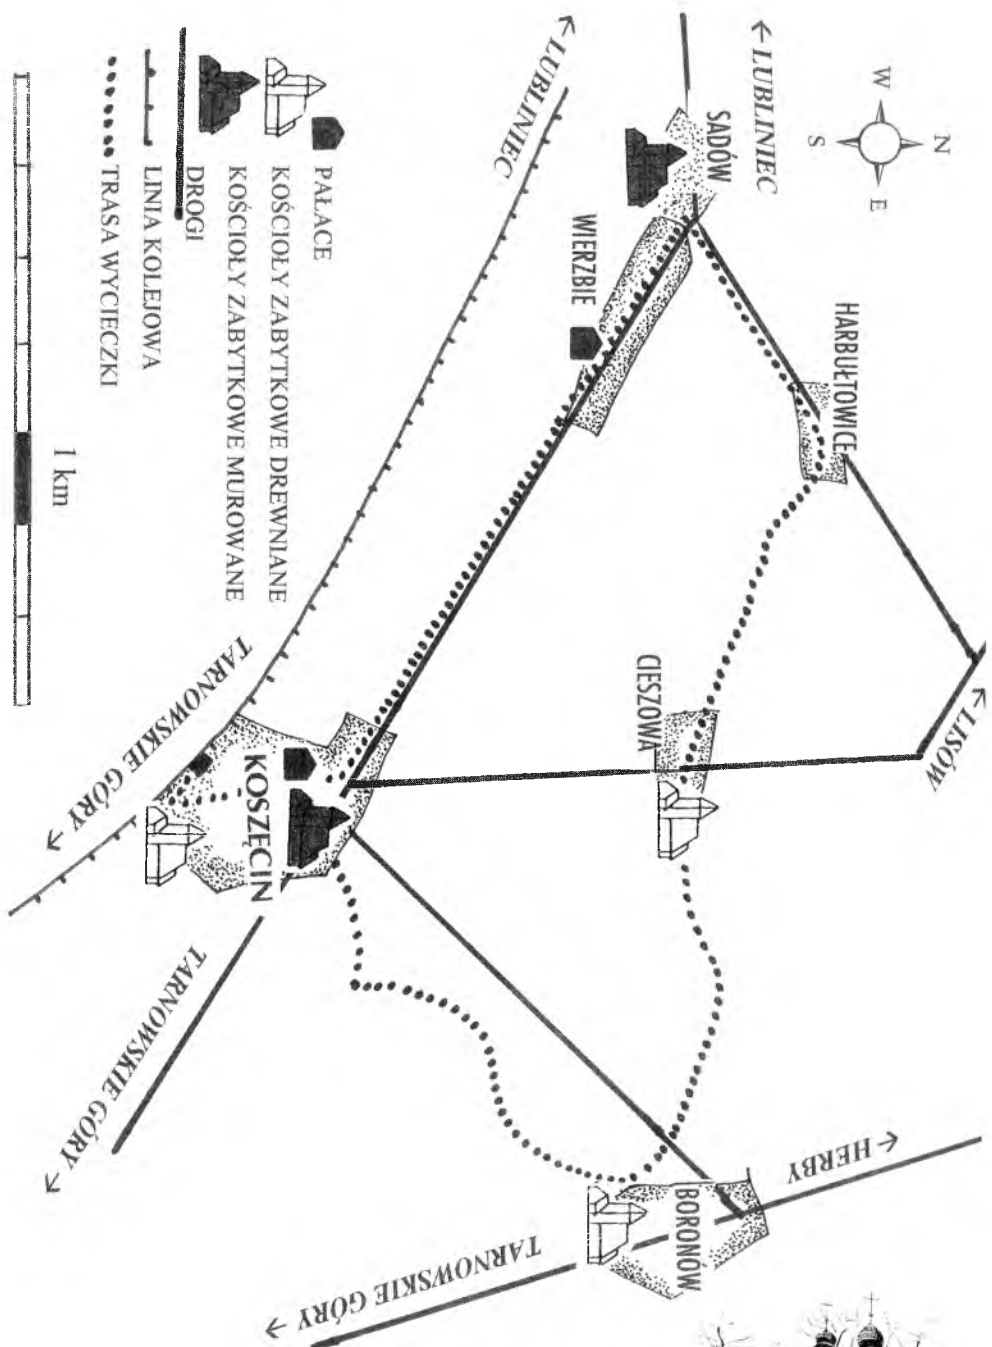 N
W
E
S
← LUBLINIEC
SADÓW
HARBUŁTOWICE
← LISÓW
WIERZBIE
CIESZOWA
← LUBLINIEC
KOSZĘCIN
BORONÓW
← HERBY
TARNOWSKIE GÓRY →
TARNOWSKIE GÓRY →
TARNOWSKIE GÓRY →
PAŁACE
KOŚCIOŁY ZABYTKOWE DREWNIANE
KOŚCIOŁY ZABYTKOWE MUROWANE
DROGI
LINIA KOLEJOWA
TRASA WYCIECZKI
1 km